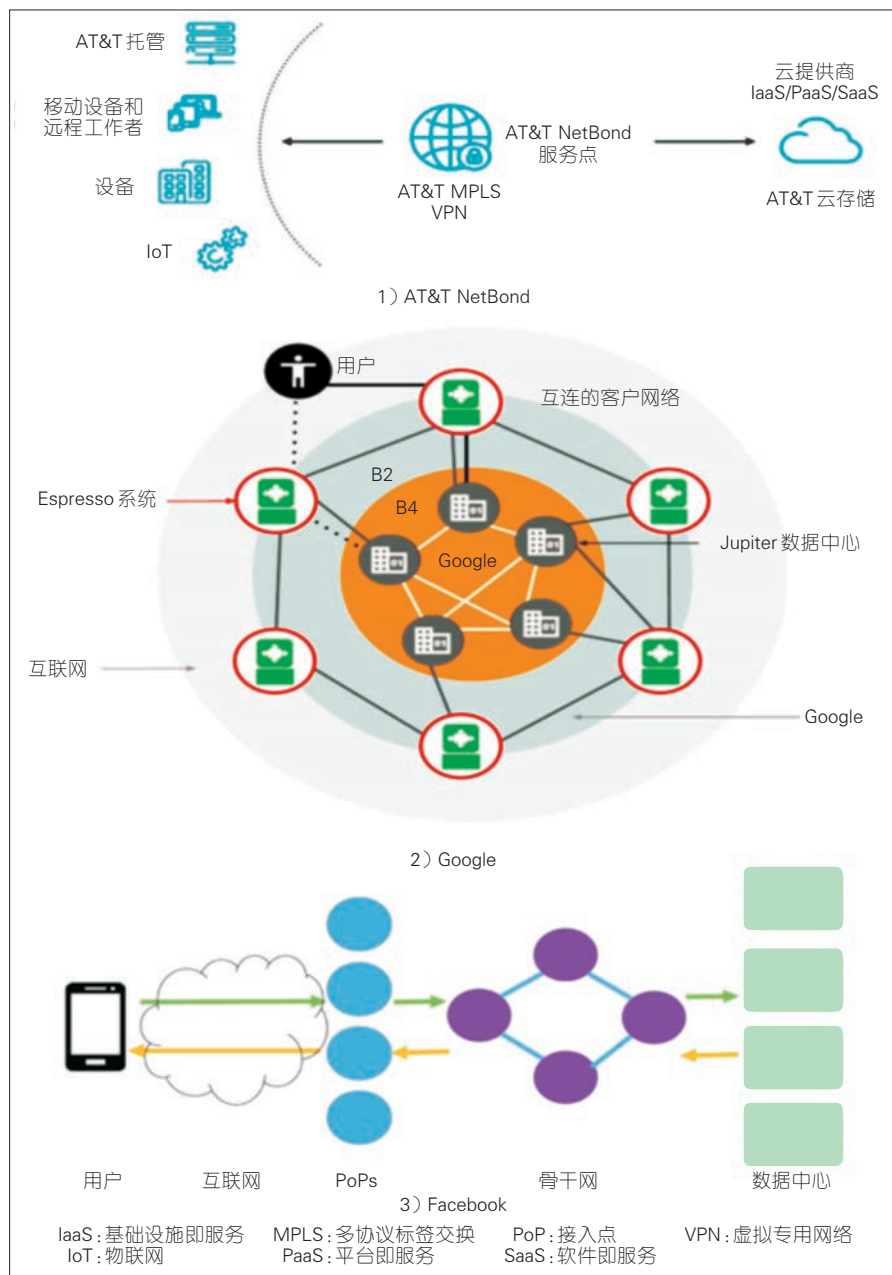 AT&T 托管
移动设备和
远程工作者
设备
IoT
AT&T MPLS
VPN
AT&T NetBond
服务点
云提供商
IaaS/PaaS/SaaS
AT&T 云存储
1）AT&T NetBond
用户
互连的客户网络
B2
Espresso 系统
B4
Google
Jupiter 数据中心
互联网
Google
2）Google
用户 互联网 PoPs 骨干网 数据中心
3）Facebook
IaaS：基础设施即服务 MPLS：多协议标签交换 PoP：接入点 VPN：虚拟专用网络
IoT：物联网 PaaS：平台即服务 SaaS：软件即服务